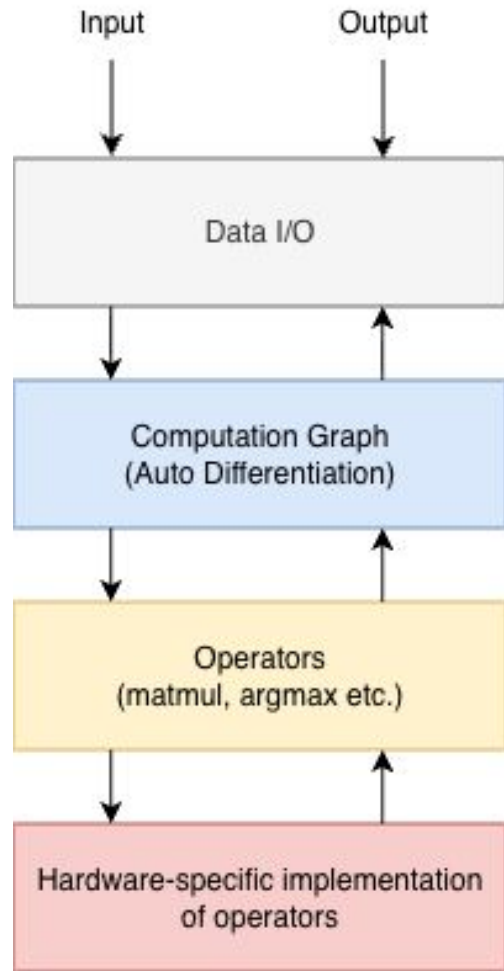 Input
Output
Data I/O
Computation Graph
(Auto Differentiation)
Operators
(matmul, argmax etc.)
Hardware-specific implementation
of operators